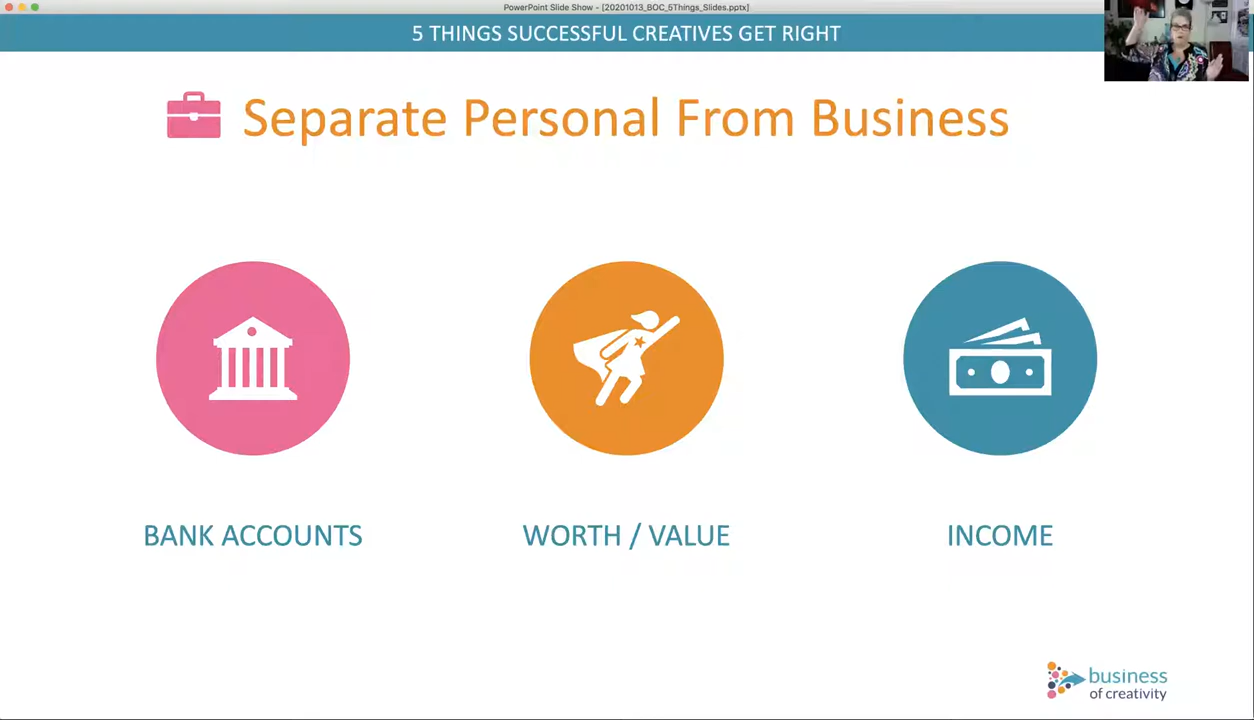 PowerPoint Slide Show - [20201013_BOC_5Things_Slides.pptx]
5 THINGS SUCCESSFUL CREATIVES GET RIGHT
Separate Personal From Business
BANK ACCOUNTS
WORTH / VALUE
INCOME
business
of creativity